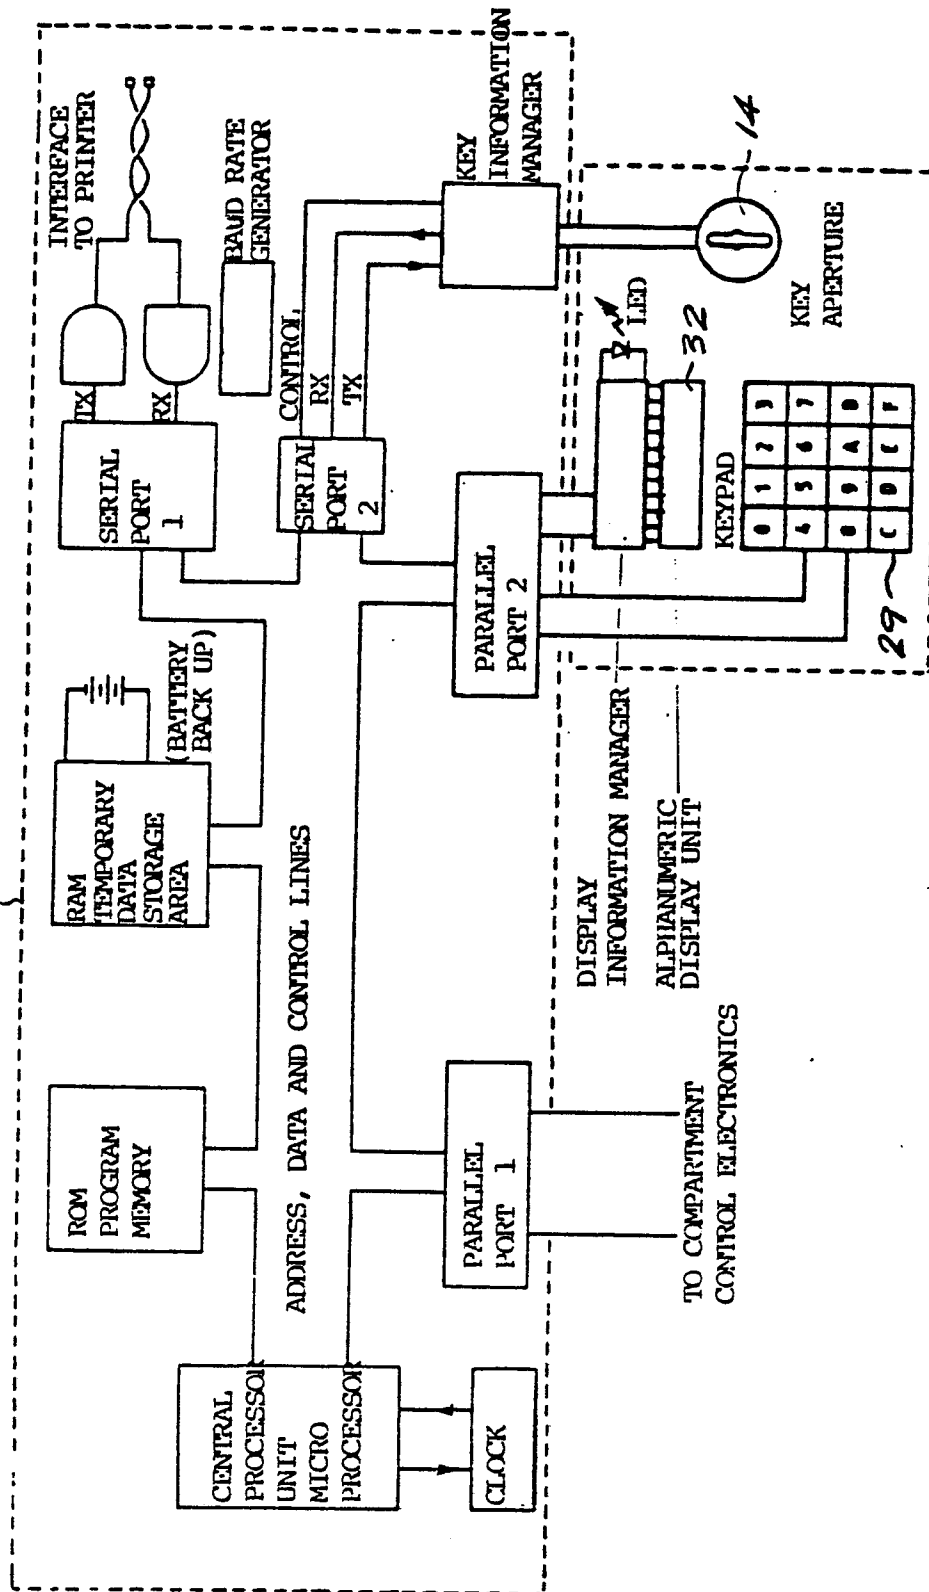 INTERFACE
TO PRINTER
TX
RX
BAUD RATE
GENERATOR
SERIAL
PORT
1
CONTROL
RX
TX
SERIAL
PORT
2
KEY
INFORMATION
MANAGER
RAM
TEMPORARY
DATA
STORAGE
AREA
(BATTERY
BACK UP)
ROM
PROGRAM
MEMORY
ADDRESS, DATA AND CONTROL LINES
CENTRAL
PROCESSOR
UNIT
MICRO
PROCESSOR
CLOCK
PARALLEL
PORT 1
PARALLEL
PORT 2
TO COMPARTMENT
CONTROL ELECTRONICS
DISPLAY
INFORMATION MANAGER
ALPHANUMERIC
DISPLAY UNIT
LED
32
14
KEY
APERTURE
KEYPAD
0 1 2 3
4 5 6 7
8 9 A B
C D E F
29